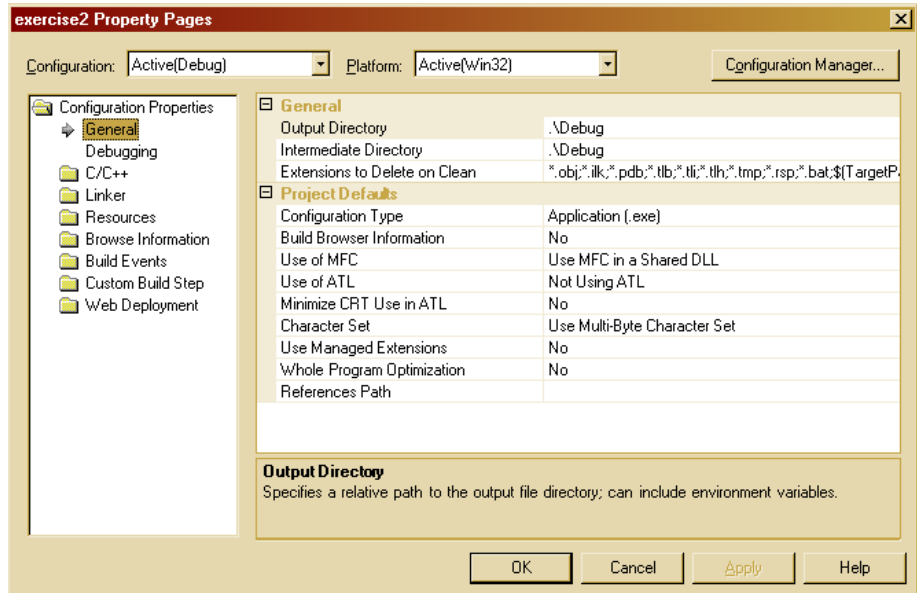 exercise2 Property Pages
Configuration: Active(Debug) Platform: Active(Win32) Configuration Manager...
Configuration Properties
General
Debugging
C/C++
Linker
Resources
Browse Information
Build Events
Custom Build Step
Web Deployment
General
Output Directory .\Debug
Intermediate Directory .\Debug
Extensions to Delete on Clean *.obj;*.ilk;*.pdb;*.tlb;*.tli;*.tlh;*.tmp;*.rsp;*.bat;$(TargetP
Project Defaults
Configuration Type Application (.exe)
Build Browser Information No
Use of MFC Use MFC in a Shared DLL
Use of ATL Not Using ATL
Minimize CRT Use in ATL No
Character Set Use Multi-Byte Character Set
Use Managed Extensions No
Whole Program Optimization No
References Path
Output Directory
Specifies a relative path to the output file directory; can include environment variables.
OK Cancel Apply Help